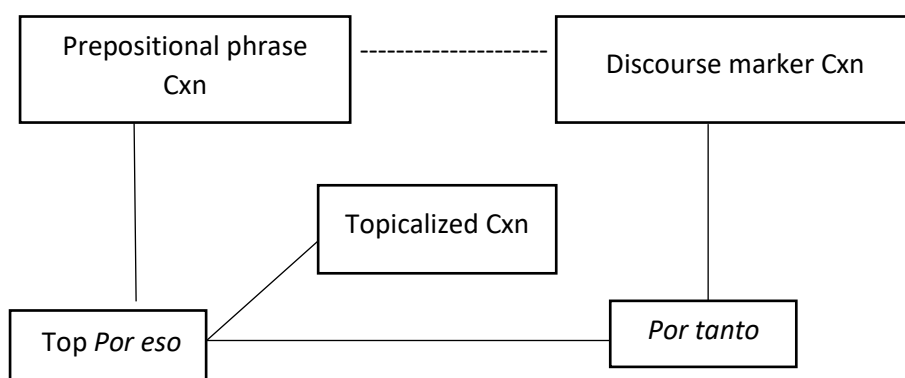 Prepositional phrase
Cxn
Discourse marker Cxn
Topicalized Cxn
Top Por eso
Por tanto